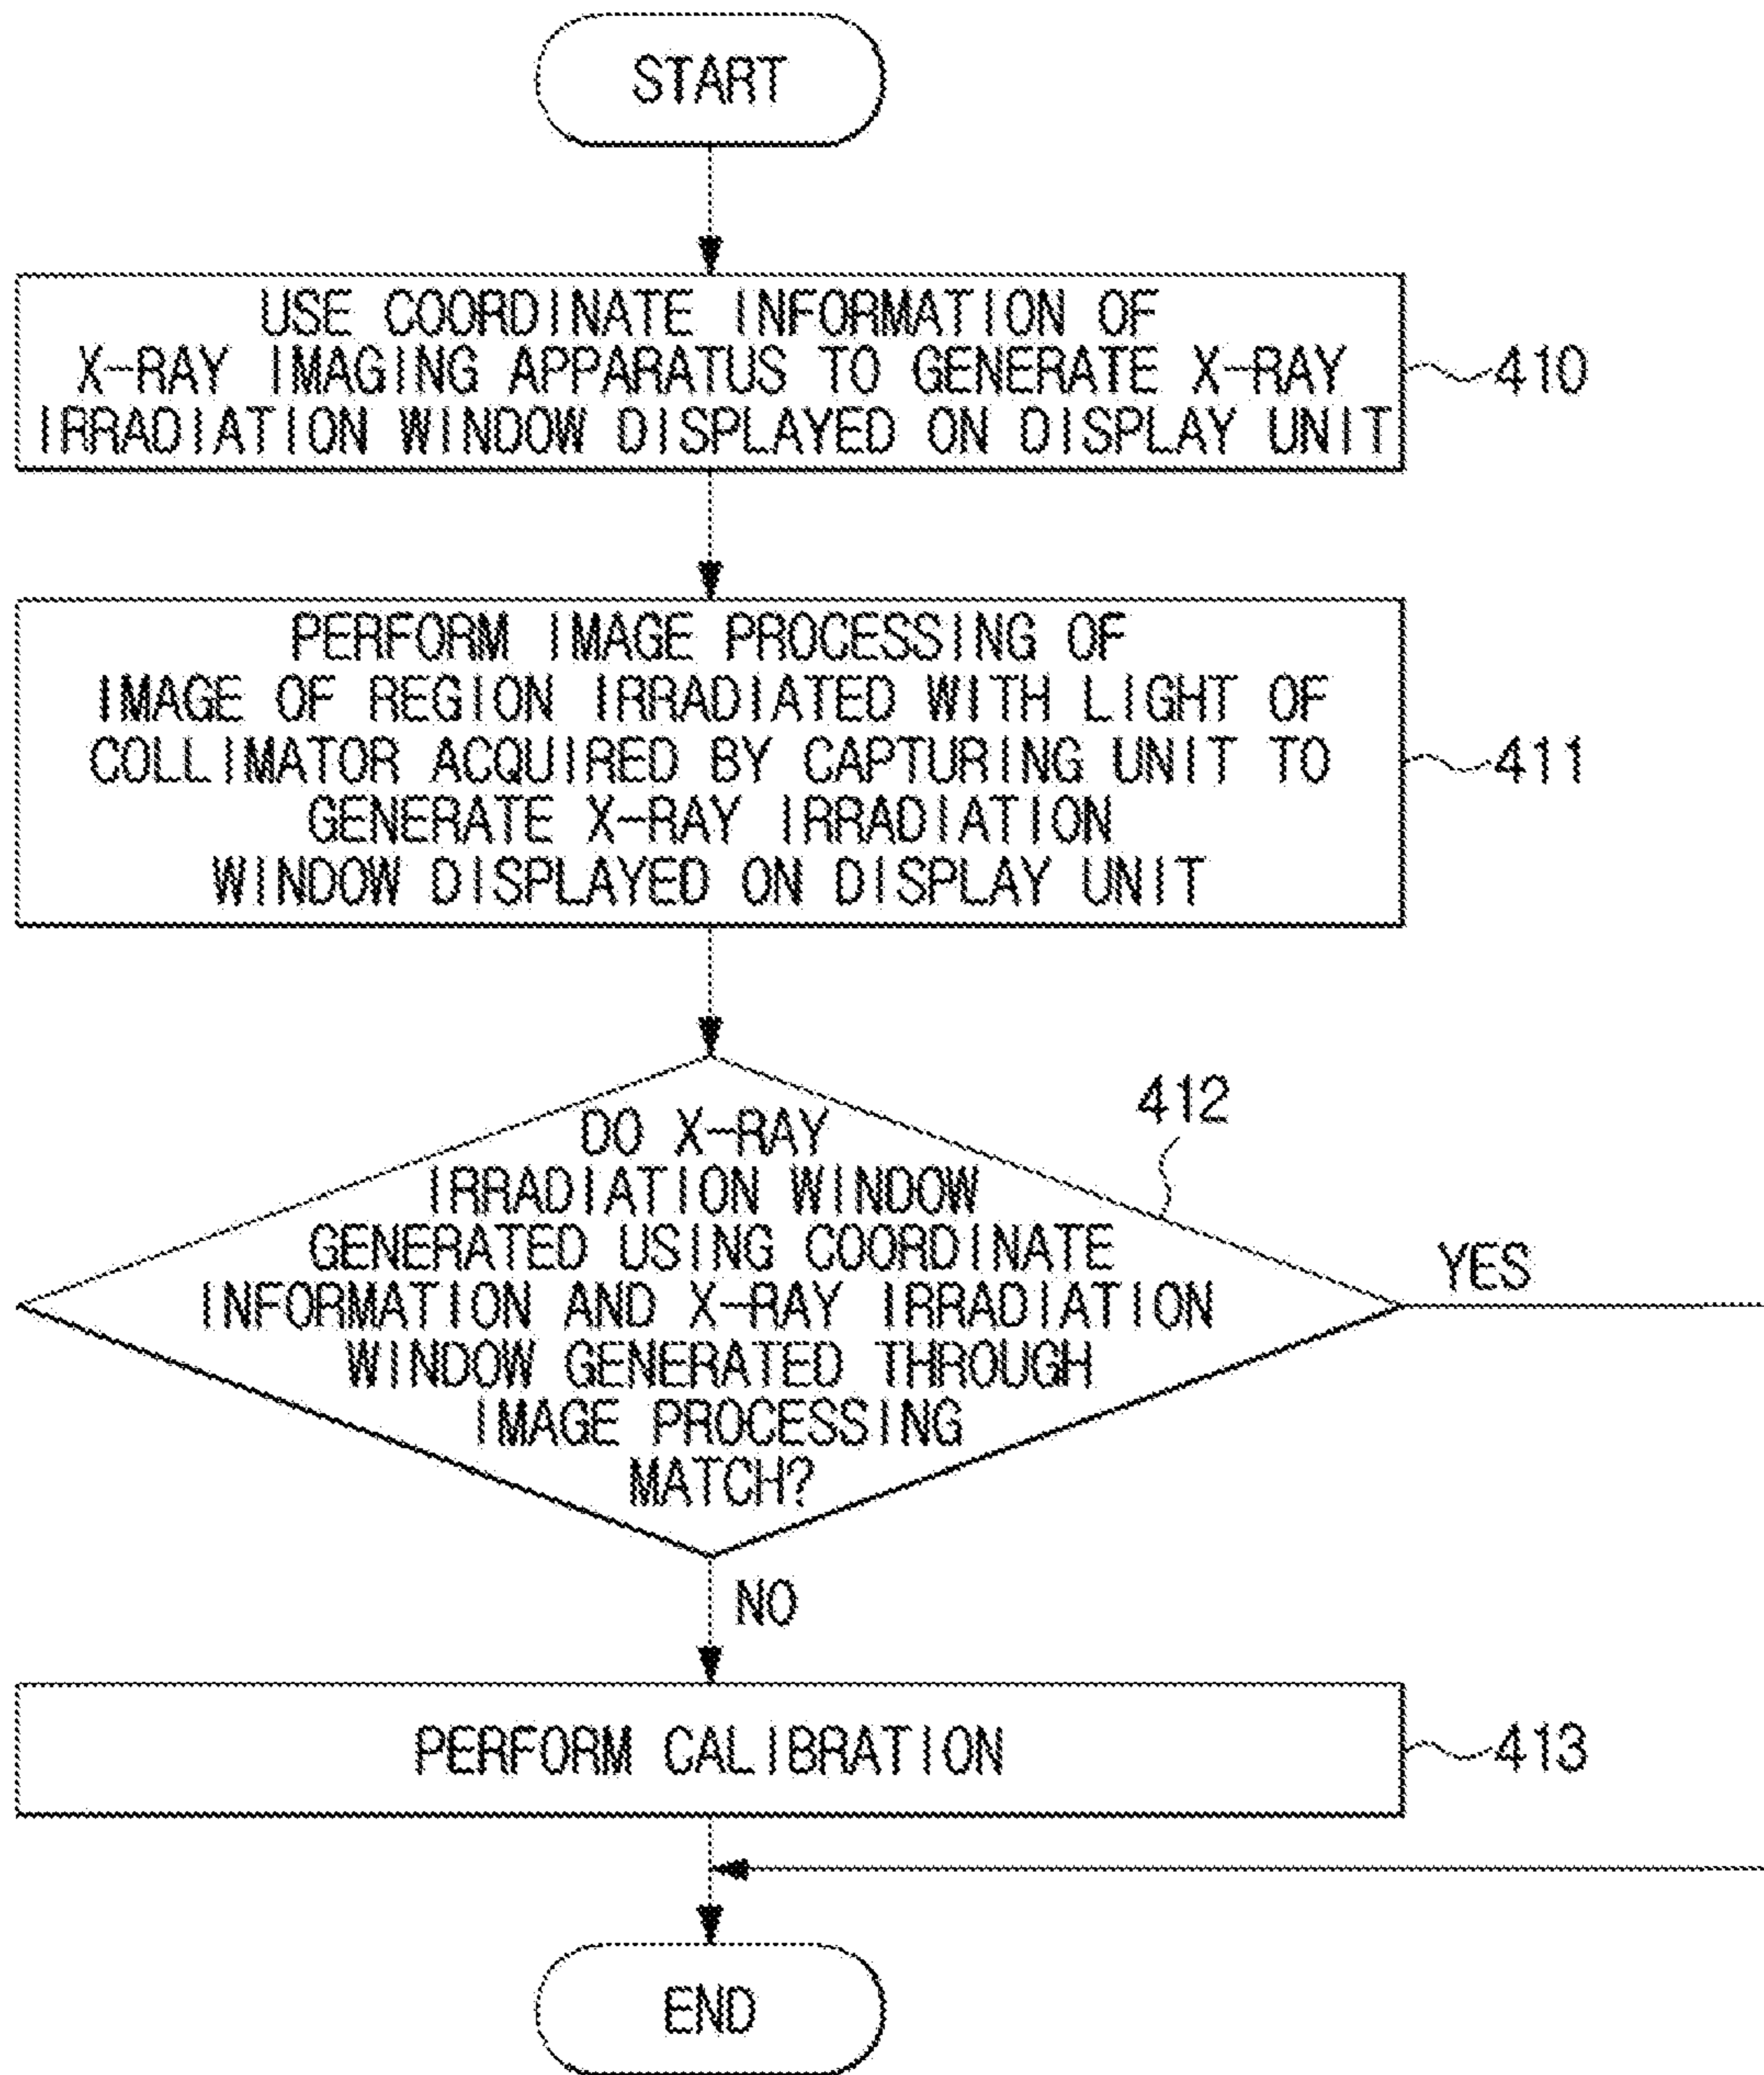 START
USE COORDINATE INFORMATION OF
X-RAY IMAGING APPARATUS TO GENERATE X-RAY
IRRADIATION WINDOW DISPLAYED ON DISPLAY UNIT
410
PERFORM IMAGE PROCESSING OF
IMAGE OF REGION IRRADIATED WITH LIGHT OF
COLLIMATOR ACQUIRED BY CAPTURING UNIT TO
GENERATE X-RAY IRRADIATION
WINDOW DISPLAYED ON DISPLAY UNIT
411
412
DO X-RAY
IRRADIATION WINDOW
GENERATED USING COORDINATE
INFORMATION AND X-RAY IRRADIATION
WINDOW GENERATED THROUGH
IMAGE PROCESSING
MATCH?
YES
NO
PERFORM CALIBRATION
413
END